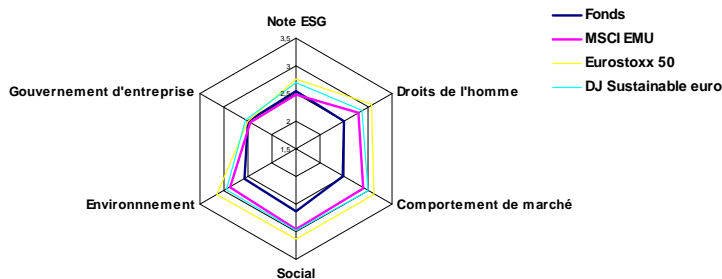 Note ESG
Fonds
MSCI EMU
Eurostoxx 50
DJ Sustainable euro
3,5
3
2,5
2
1,5
Gouvernement d'entreprise
Droits de l'homme
Environnnement
Comportement de marché
Social